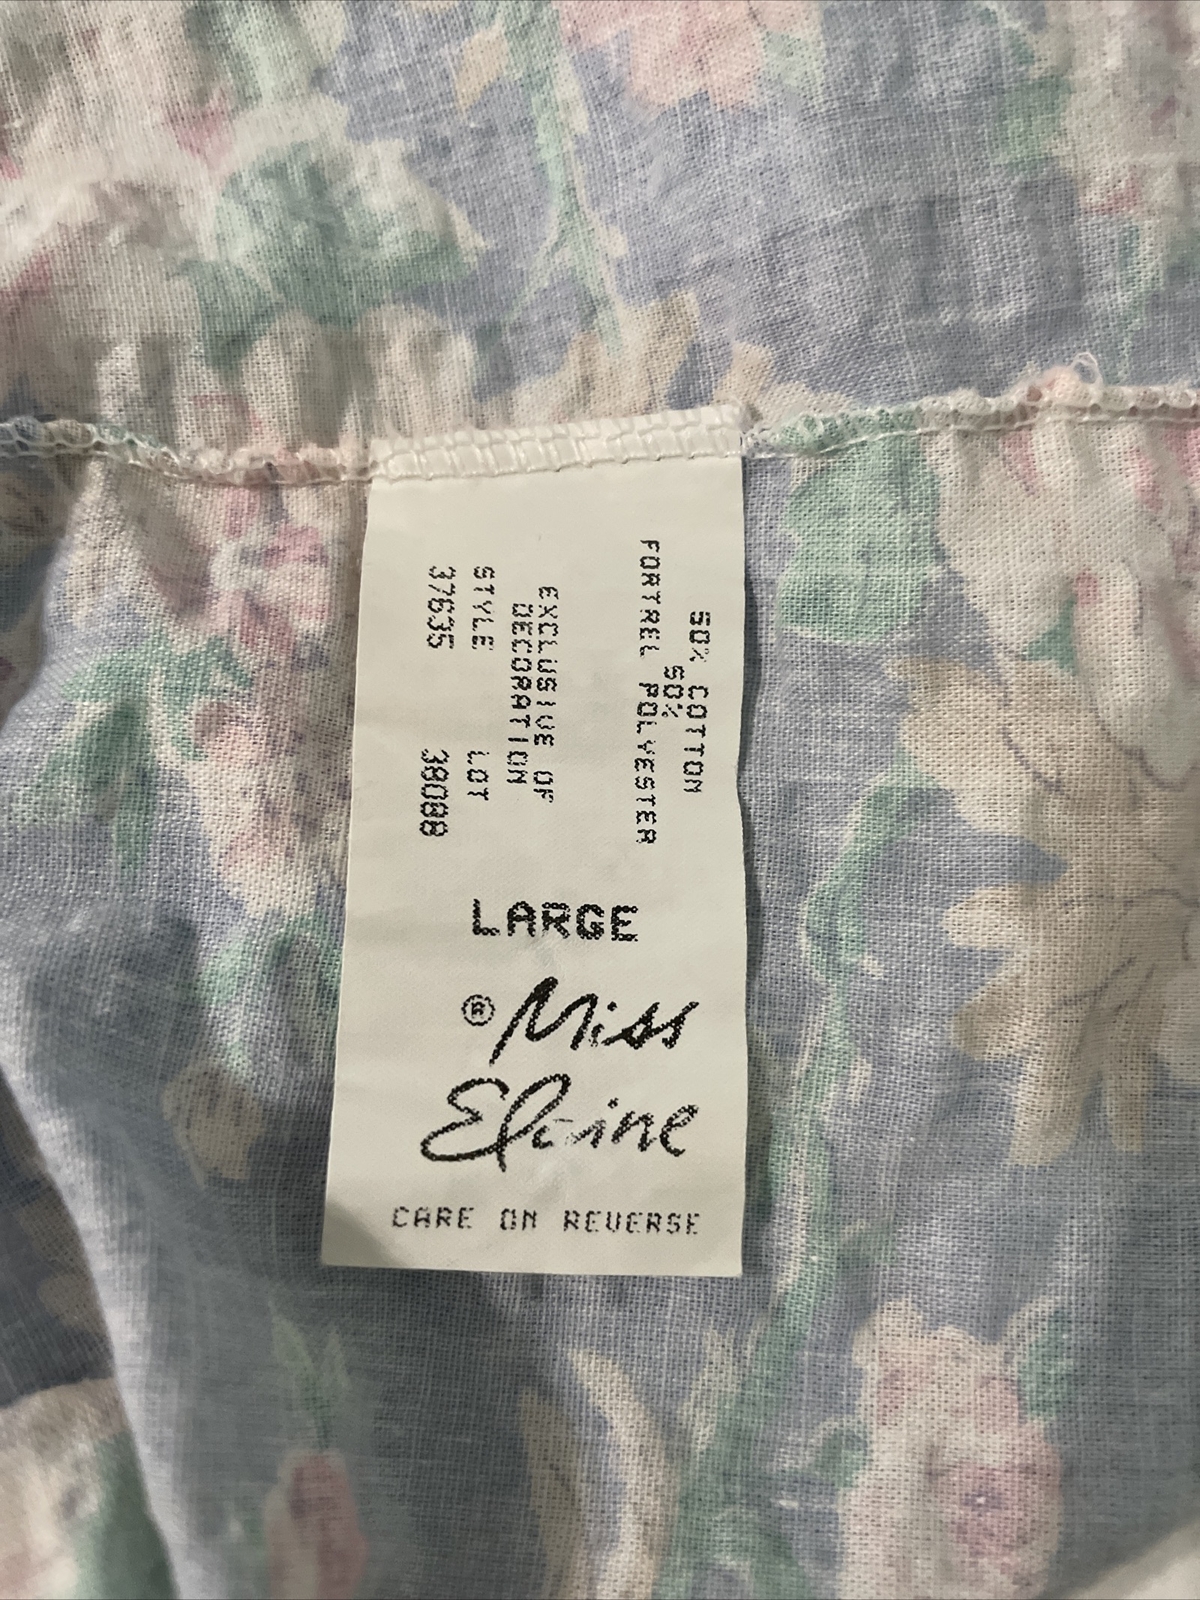 50% COTTON
50%
FORTREL POLYESTER
EXCLUSIVE OF
DECORATION
STYLE LOT
37635 38088
LARGE
® Miss
Elaine
CARE ON REVERSE